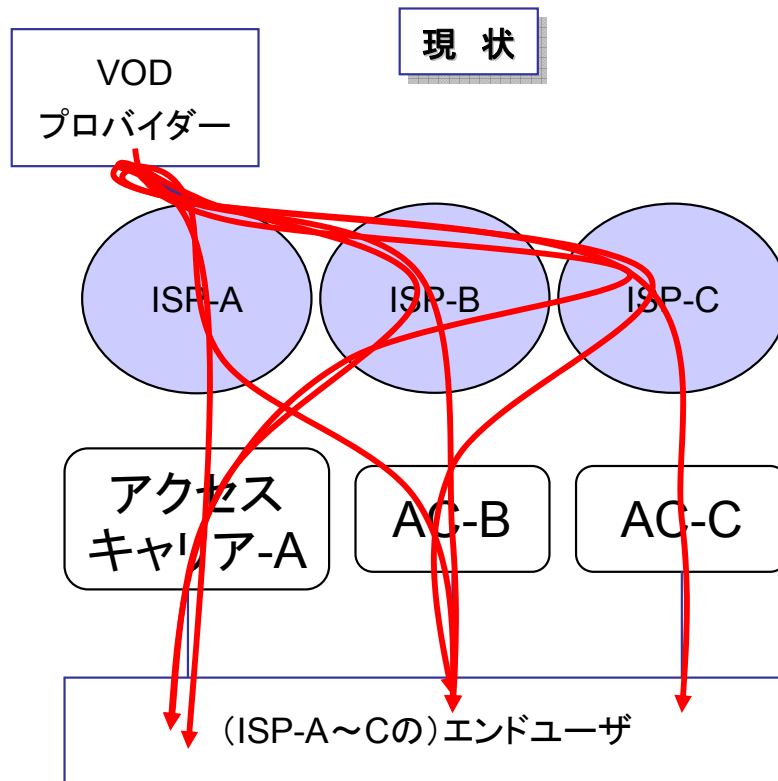 現 状
VOD
プロバイダー
ISP-A
ISP-B
ISP-C
アクセス
キャリア-A
AC-B
AC-C
(ISP-A～Cの)エンドユーザ